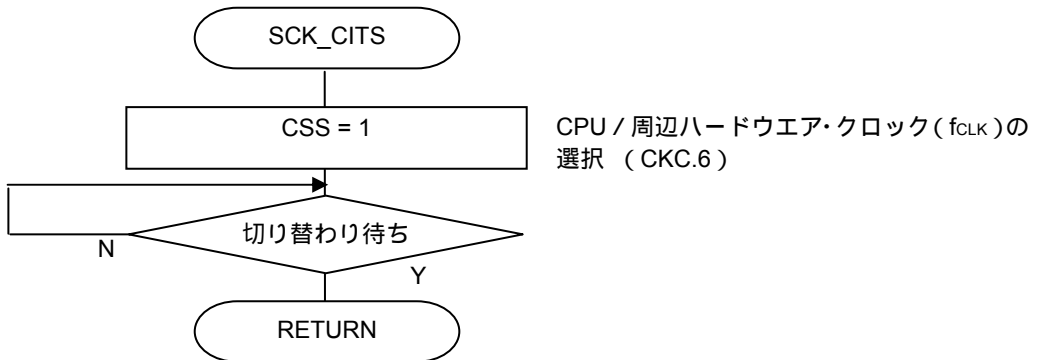 SCK_CITS
CSS = 1
CPU / 周辺ハードウエア・クロック( fCLK )の
選択 ( CKC.6 )
切り替わり待ち
N
Y
RETURN